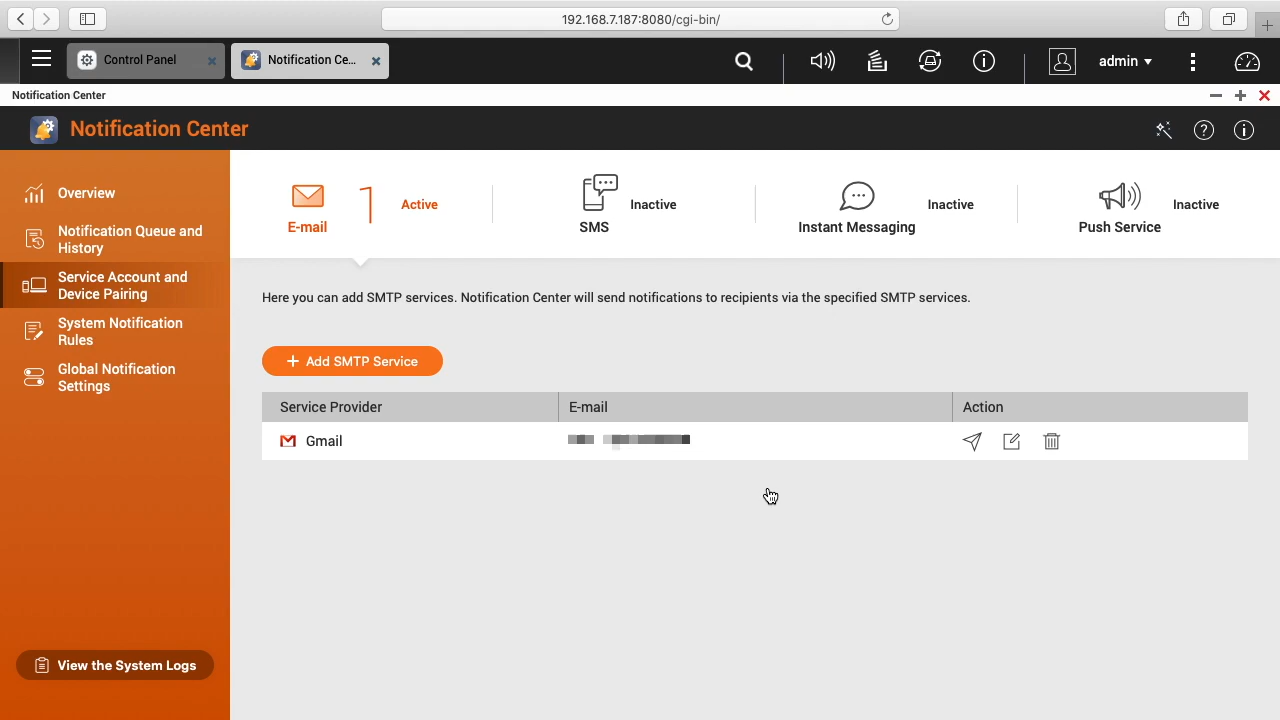 192.168.7.187:8080/cgi-bin/
Control Panel
Notification Ce...
admin
Notification Center
Notification Center
Overview
Notification Queue and
History
Service Account and
Device Pairing
System Notification
Rules
Global Notification
Settings
View the System Logs
E-mail
1
Active
SMS
Inactive
Instant Messaging
Inactive
Push Service
Inactive
Here you can add SMTP services. Notification Center will send notifications to recipients via the specified SMTP services.
+ Add SMTP Service
Service Provider
E-mail
Action
Gmail